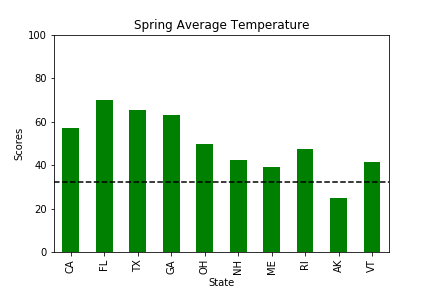 Spring Average Temperature
100
80
60
40
20
0
Scores
CA FL TX GA OH NH ME RI AK VT
State